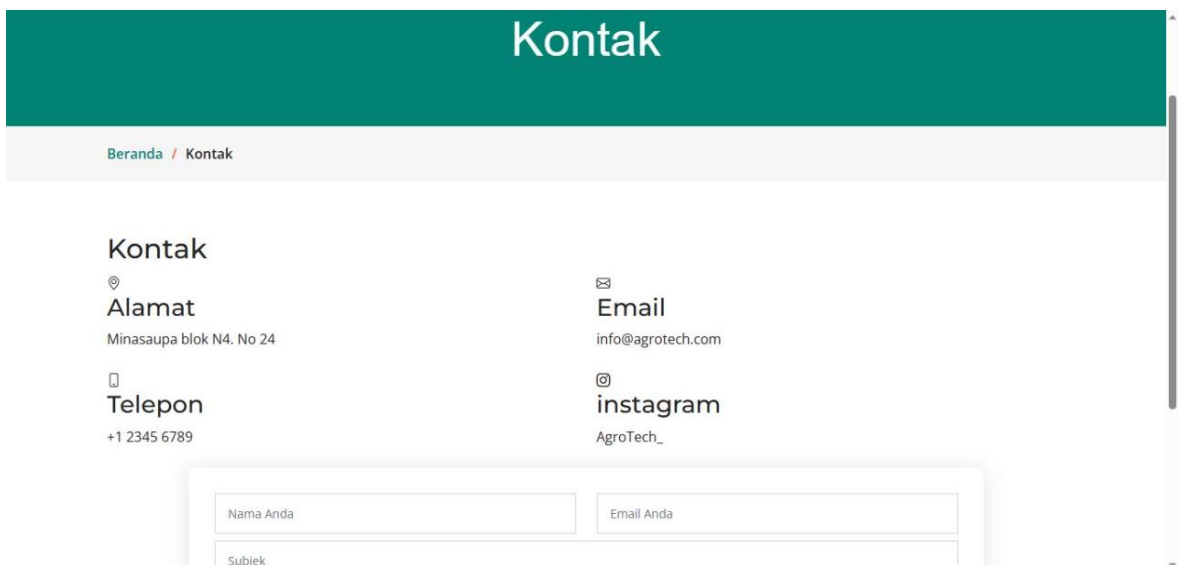 Kontak
Beranda / Kontak
Kontak
Alamat
Minasaupa blok N4. No 24
Email
info@agrotech.com
Telepon
+1 2345 6789
instagram
AgroTech_
Nama Anda
Email Anda
Subjek